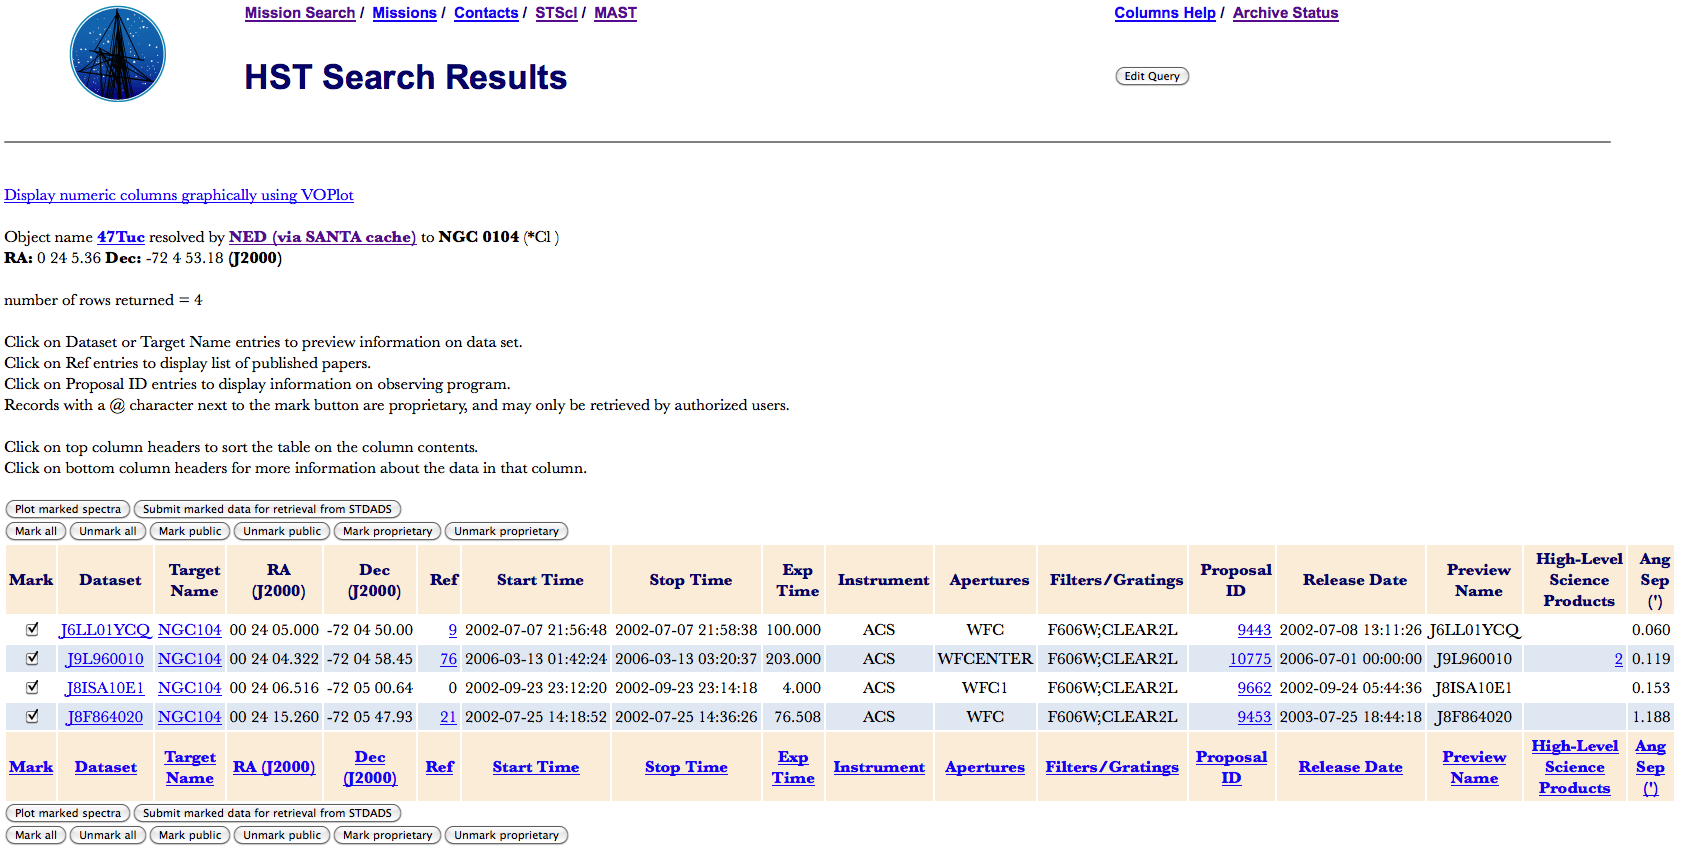 Mission Search / Missions / Contacts / STScI / MAST
Columns Help / Archive Status
HST Search Results
Edit Query
Display numeric columns graphically using VOPlot
Object name 47Tuc resolved by NED (via SANTA cache) to NGC 0104 (*Cl )
RA: 0 24 5.36 Dec: -72 4 53.18 (J2000)
number of rows returned = 4
Click on Dataset or Target Name entries to preview information on data set.
Click on Ref entries to display list of published papers.
Click on Proposal ID entries to display information on observing program.
Records with a @ character next to the mark button are proprietary, and may only be retrieved by authorized users.
Click on top column headers to sort the table on the column contents.
Click on bottom column headers for more information about the data in that column.
Plot marked spectra Submit marked data for retrieval from STDADS
Mark all Unmark all Mark public Unmark public Mark proprietary Unmark proprietary
Mark Dataset Target Name RA (J2000) Dec (J2000) Ref Start Time Stop Time Exp Time Instrument Apertures Filters/Gratings Proposal ID Release Date Preview Name High-Level Science Products Ang Sep (')
J6LL01YCQ NGC104 00 24 05.000 -72 04 50.00 9 2002-07-07 21:56:48 2002-07-07 21:58:38 100.000 ACS WFC F606W;CLEAR2L 9443 2002-07-08 13:11:26 J6LL01YCQ 0.060
J9L960010 NGC104 00 24 04.322 -72 04 58.45 76 2006-03-13 01:42:24 2006-03-13 03:20:37 203.000 ACS WFCENTER F606W;CLEAR2L 10775 2006-07-01 00:00:00 J9L960010 2 0.119
J8ISA10E1 NGC104 00 24 06.516 -72 05 00.64 0 2002-09-23 23:12:20 2002-09-23 23:14:18 4.000 ACS WFC1 F606W;CLEAR2L 9662 2002-09-24 05:44:36 J8ISA10E1 0.153
J8F864020 NGC104 00 24 15.260 -72 05 47.93 21 2002-07-25 14:18:52 2002-07-25 14:36:26 76.508 ACS WFC F606W;CLEAR2L 9453 2003-07-25 18:44:18 J8F864020 1.188
Mark Dataset Target Name RA (J2000) Dec (J2000) Ref Start Time Stop Time Exp Time Instrument Apertures Filters/Gratings Proposal ID Release Date Preview Name High-Level Science Products Ang Sep (')
Plot marked spectra Submit marked data for retrieval from STDADS
Mark all Unmark all Mark public Unmark public Mark proprietary Unmark proprietary